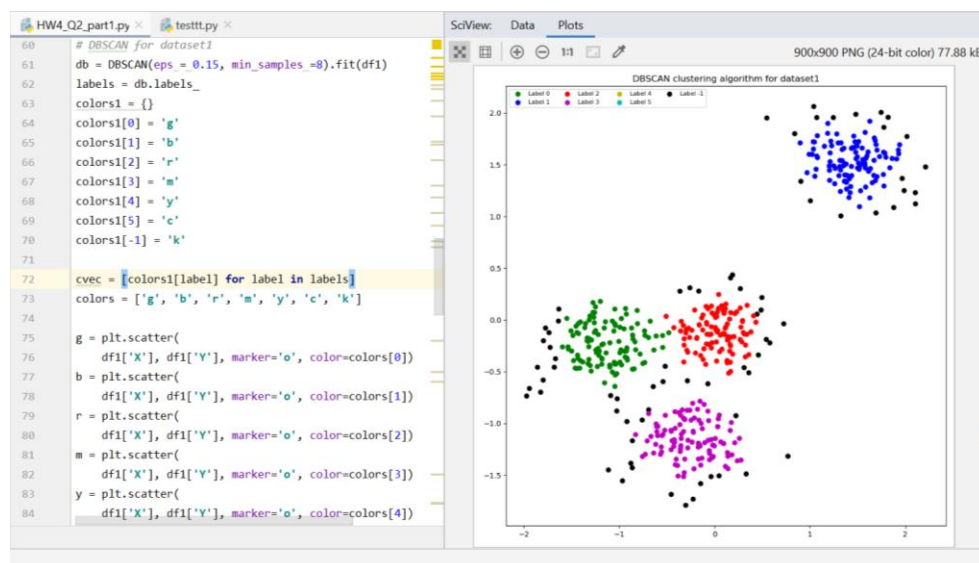 HW4_Q2_part1.py × testtt.py ×
SciView: Data Plots
1:1 900x900 PNG (24-bit color) 77.88 kB
60 # DBSCAN for dataset1
61 db = DBSCAN(eps = 0.15, min_samples =8).fit(df1)
62 labels = db.labels_
63 colors1 = {}
64 colors1[0] = 'g'
65 colors1[1] = 'b'
66 colors1[2] = 'r'
67 colors1[3] = 'm'
68 colors1[4] = 'y'
69 colors1[5] = 'c'
70 colors1[-1] = 'k'
71
72 cvec = [colors1[label] for label in labels]
73 colors = ['g', 'b', 'r', 'm', 'y', 'c', 'k']
74
75 g = plt.scatter(
76 df1['X'], df1['Y'], marker='o', color=colors[0])
77 b = plt.scatter(
78 df1['X'], df1['Y'], marker='o', color=colors[1])
79 r = plt.scatter(
80 df1['X'], df1['Y'], marker='o', color=colors[2])
81 m = plt.scatter(
82 df1['X'], df1['Y'], marker='o', color=colors[3])
83 y = plt.scatter(
84 df1['X'], df1['Y'], marker='o', color=colors[4])
DBSCAN clustering algorithm for dataset1
Label 0 Label 2 Label 4 Label -1
Label 1 Label 3 Label 5
2.0
1.5
1.0
0.5
0.0
−0.5
−1.0
−1.5
−2 −1 0 1 2